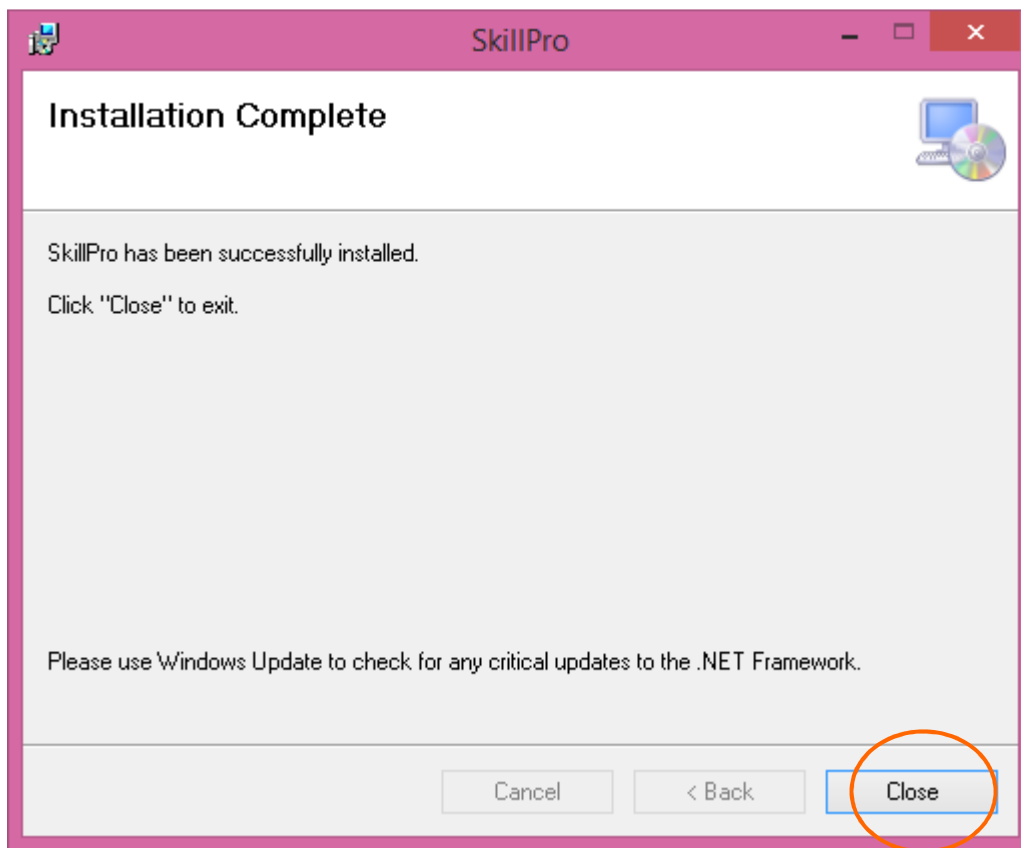 SkillPro
Installation Complete
SkillPro has been successfully installed.
Click "Close" to exit.
Please use Windows Update to check for any critical updates to the .NET Framework.
Cancel
< Back
Close